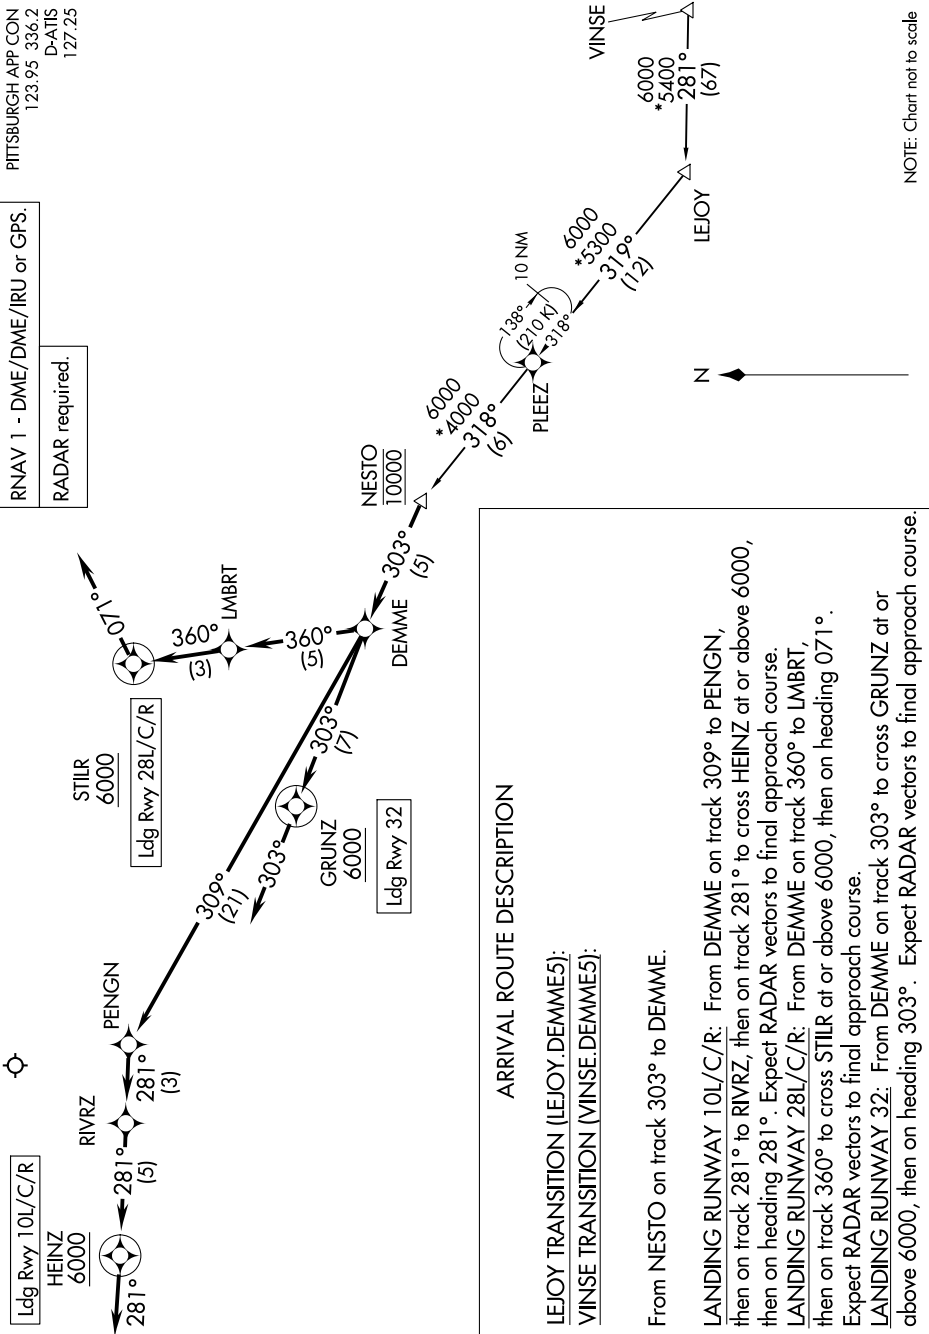 PITTSBURGH APP CON
123.95 336.2
D-ATIS
127.25
RNAV 1 - DME/DME/IRU or GPS.
RADAR required.
Ldg Rwy 10L/C/R
HEINZ
6000
281°
281°
(5)
RIVRZ
281°
(3)
PENGN
309°
(21)
STILR
6000
Ldg Rwy 28L/C/R
071°
360°
(3)
LMBRT
360°
(5)
DEMME
303°
(7)
GRUNZ
6000
303°
Ldg Rwy 32
303°
(5)
NESTO
10000
6000
*4000
318°
(6)
PLEEZ
138°
(210 K)
318°
10 NM
6000
*5300
319°
(12)
LEJOY
6000
*5400
281°
(67)
VINSE
N
NOTE: Chart not to scale
ARRIVAL ROUTE DESCRIPTION
LEJOY TRANSITION (LEJOY.DEMME5):
VINSE TRANSITION (VINSE.DEMME5):
From NESTO on track 303° to DEMME.
LANDING RUNWAY 10L/C/R: From DEMME on track 309° to PENGN,
then on track 281° to RIVRZ, then on track 281° to cross HEINZ at or above 6000,
then on heading 281°. Expect RADAR vectors to final approach course.
LANDING RUNWAY 28L/C/R: From DEMME on track 360° to LMBRT,
then on track 360° to cross STILR at or above 6000, then on heading 071°.
Expect RADAR vectors to final approach course.
LANDING RUNWAY 32: From DEMME on track 303° to cross GRUNZ at or
above 6000, then on heading 303°. Expect RADAR vectors to final approach course.